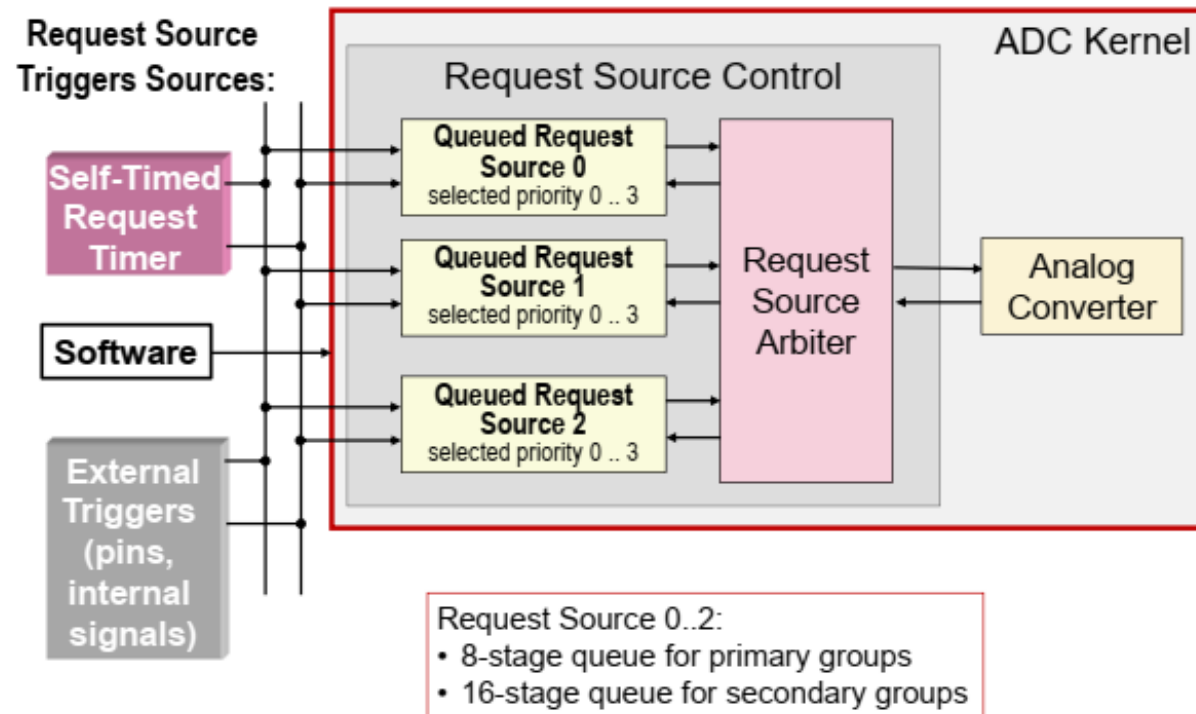 Request Source
Triggers Sources:
ADC Kernel
Request Source Control
Queued Request
Source 0
selected priority 0 .. 3
Self-Timed
Request
Timer
Queued Request
Source 1
selected priority 0 .. 3
Request
Source
Arbiter
Analog
Converter
Software
Queued Request
Source 2
selected priority 0 .. 3
External
Triggers
(pins,
internal
signals)
Request Source 0..2:
• 8-stage queue for primary groups
• 16-stage queue for secondary groups